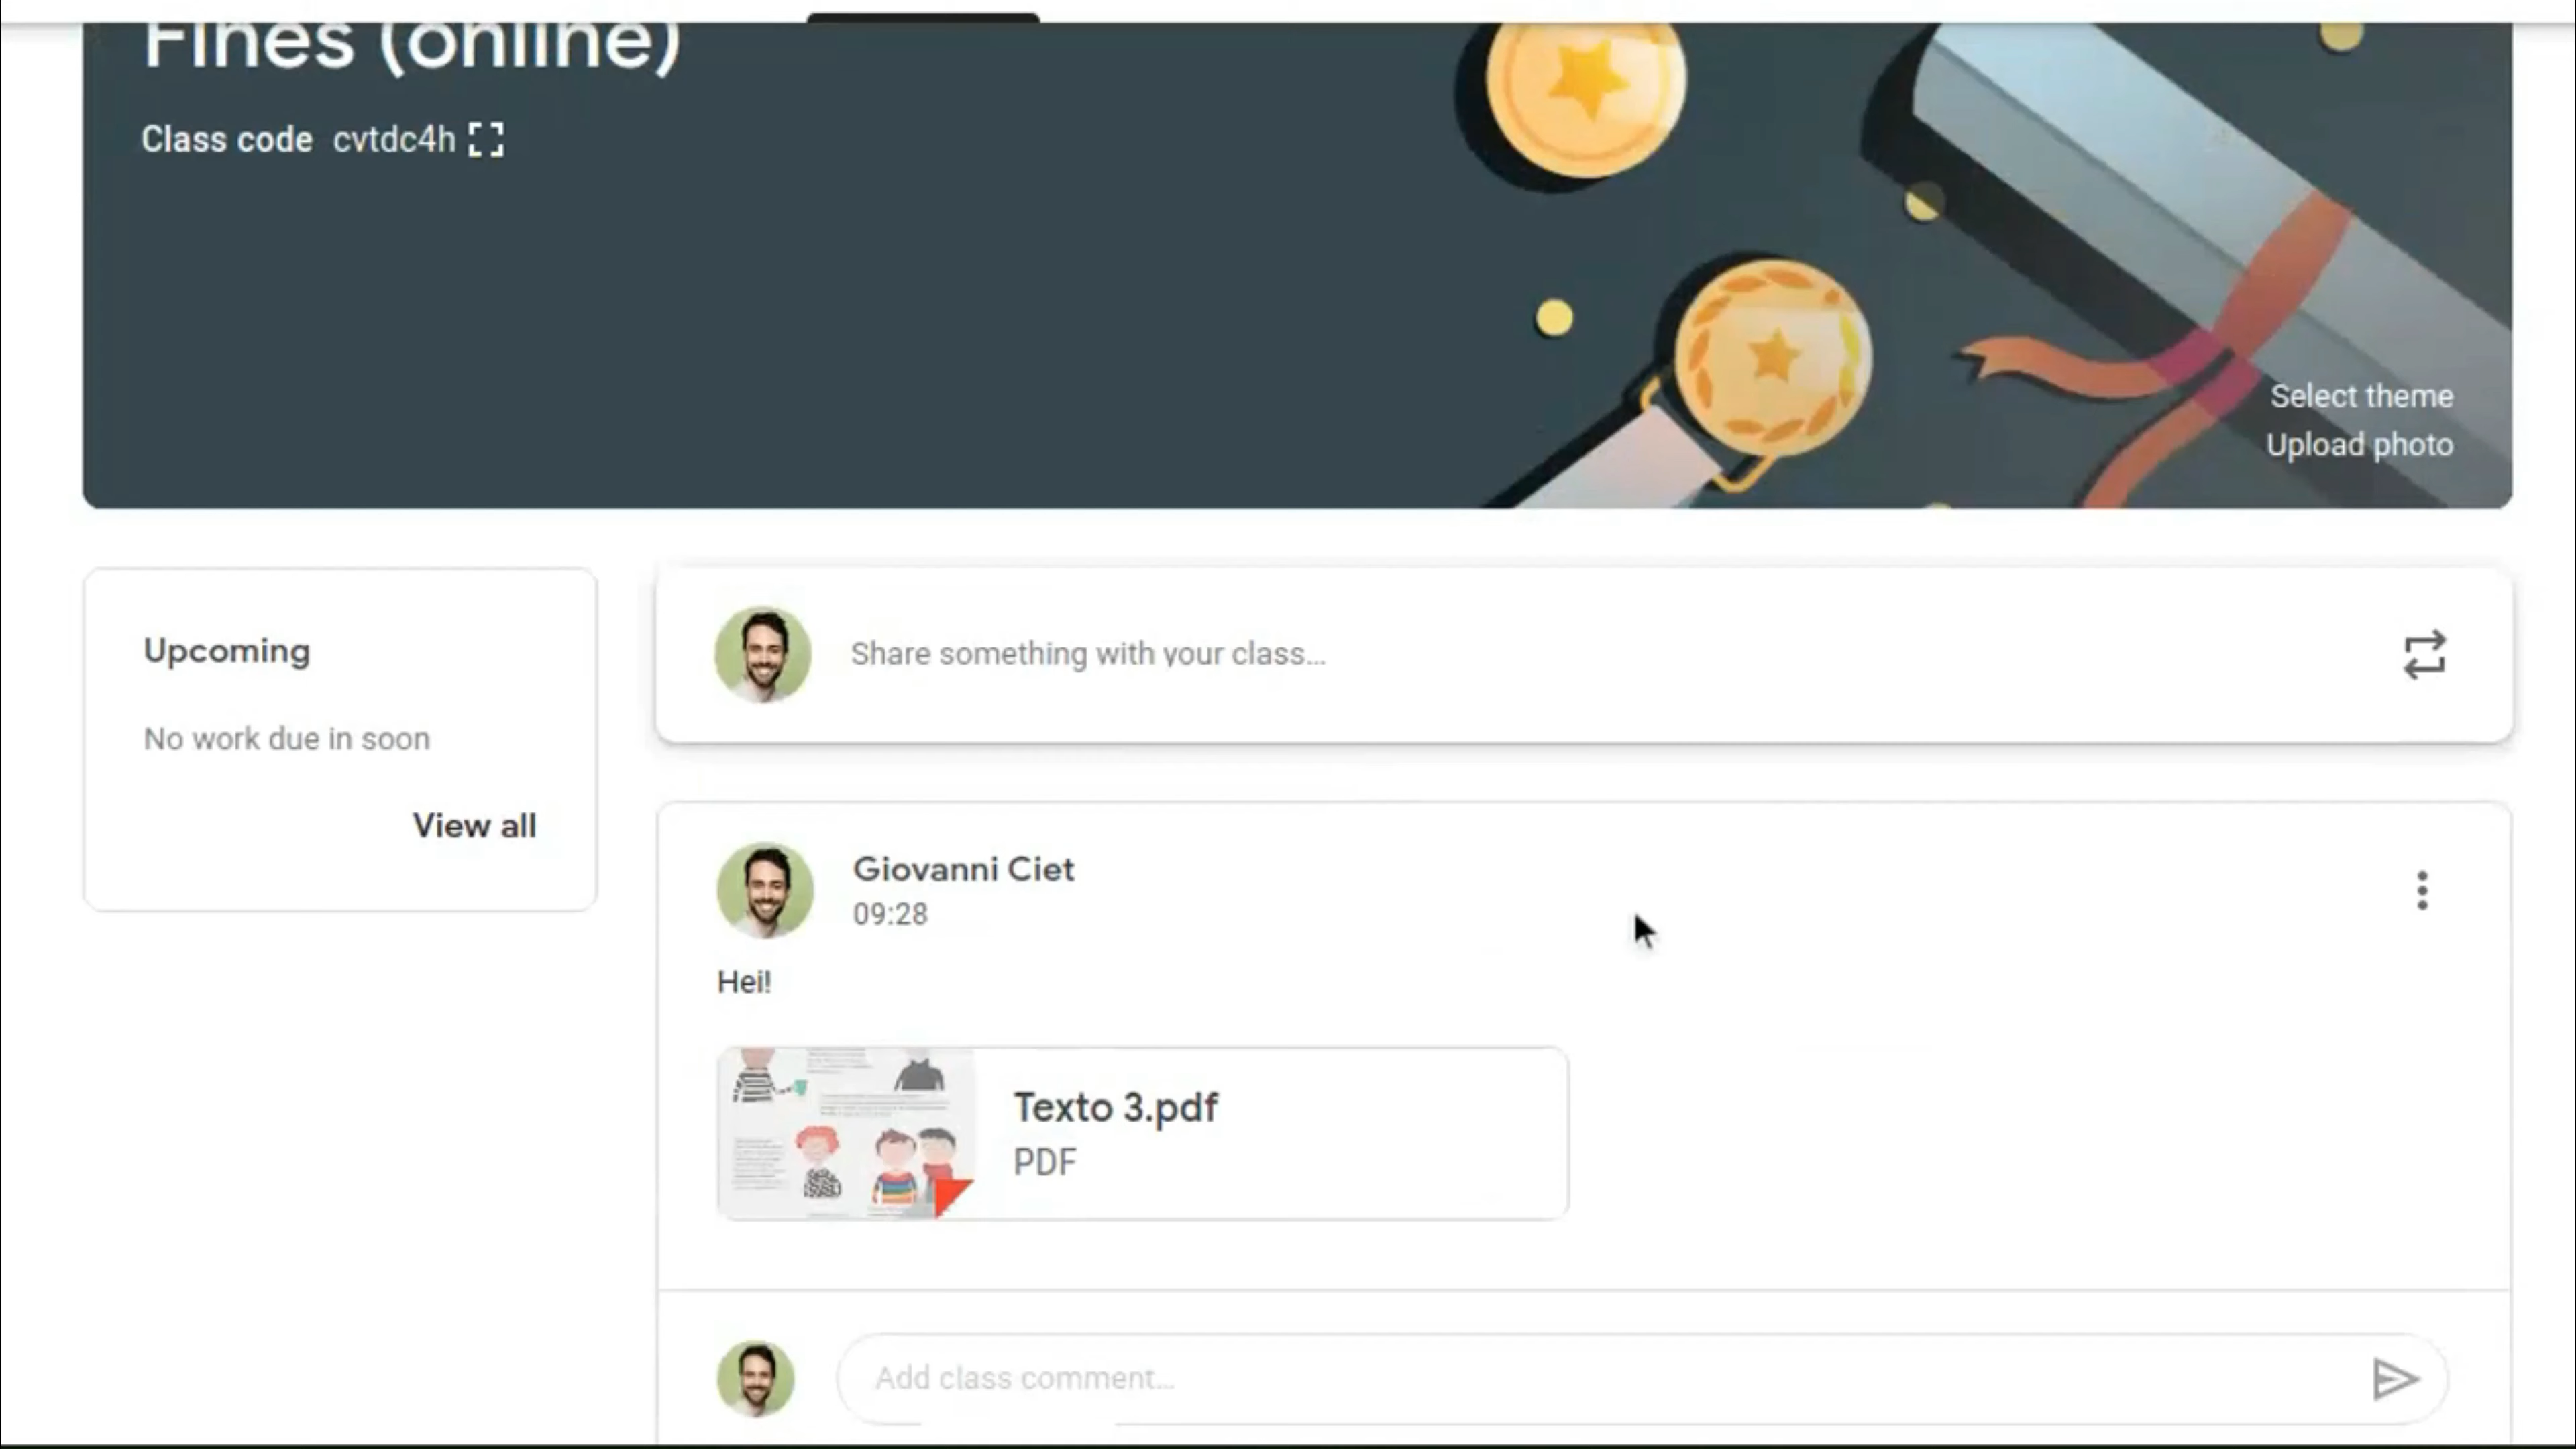 Fines (online)
Class code cvtdc4h
Select theme
Upload photo
Upcoming
No work due in soon
View all
Share something with your class...
Giovanni Ciet
09:28
Hei!
Texto 3.pdf
PDF
Add class comment...